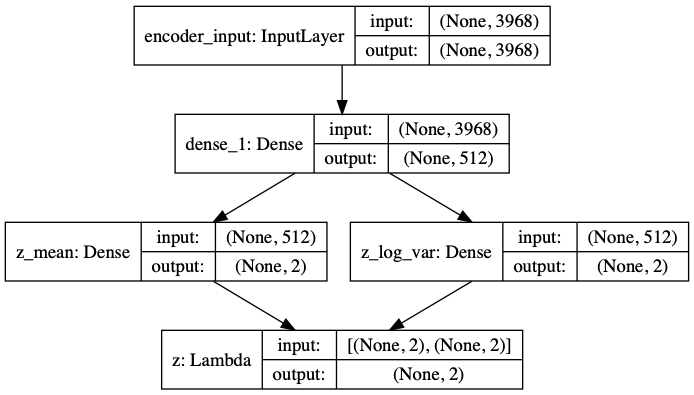 encoder_input: InputLayer
input: (None, 3968)
output: (None, 3968)
dense_1: Dense
input: (None, 3968)
output: (None, 512)
z_mean: Dense
input: (None, 512)
output: (None, 2)
z_log_var: Dense
input: (None, 512)
output: (None, 2)
z: Lambda
input: [(None, 2), (None, 2)]
output: (None, 2)